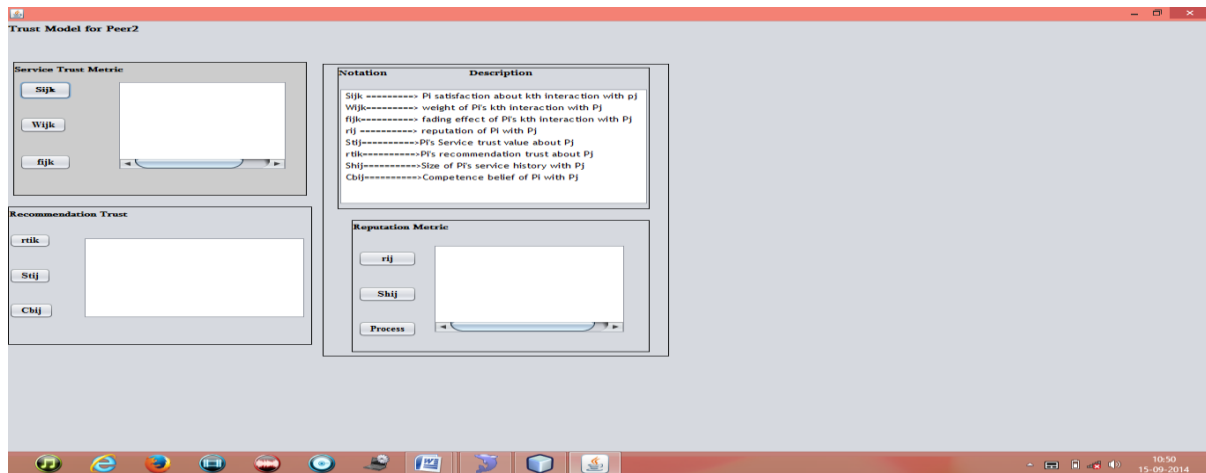 Trust Model for Peer2
Service Trust Metric
Sijk
Wijk
fijk
Notation Description
Sijk =========> Pi satisfaction about kth interaction with pj
Wijk=========> weight of Pi's kth interaction with Pj
fijk=========> fading effect of Pi's kth interaction with Pj
rij ==========> reputation of Pi with Pj
Stij==========>Pi's Service trust value about Pj
rtik==========>Pi's recommendation trust about Pj
Shij==========>Size of Pi's service history with Pj
Cbij==========>Competence belief of Pi with Pj
Recommendation Trust
rtik
Stij
Cbij
Reputation Metric
rij
Shij
Process
10:50
15-09-2014